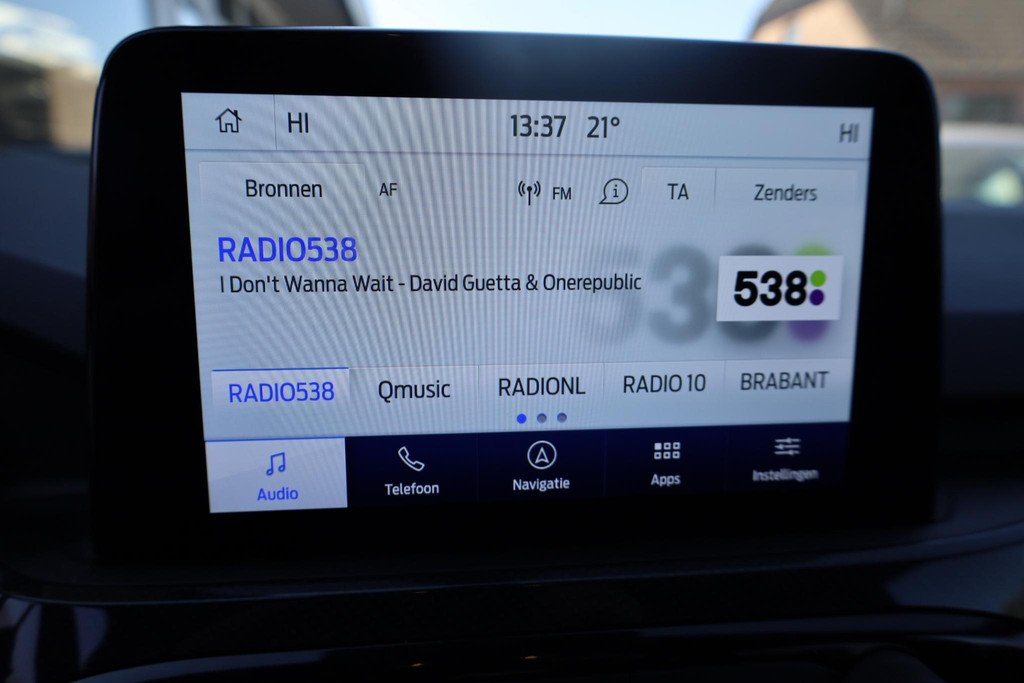 HI 13:37 21° HI
Bronnen AF FM i TA Zenders
RADIO538
I Don't Wanna Wait - David Guetta & Onerepublic
538
538
RADIO538 Qmusic RADIONL RADIO 10 BRABANT
Audio Telefoon Navigatie Apps Instellingen